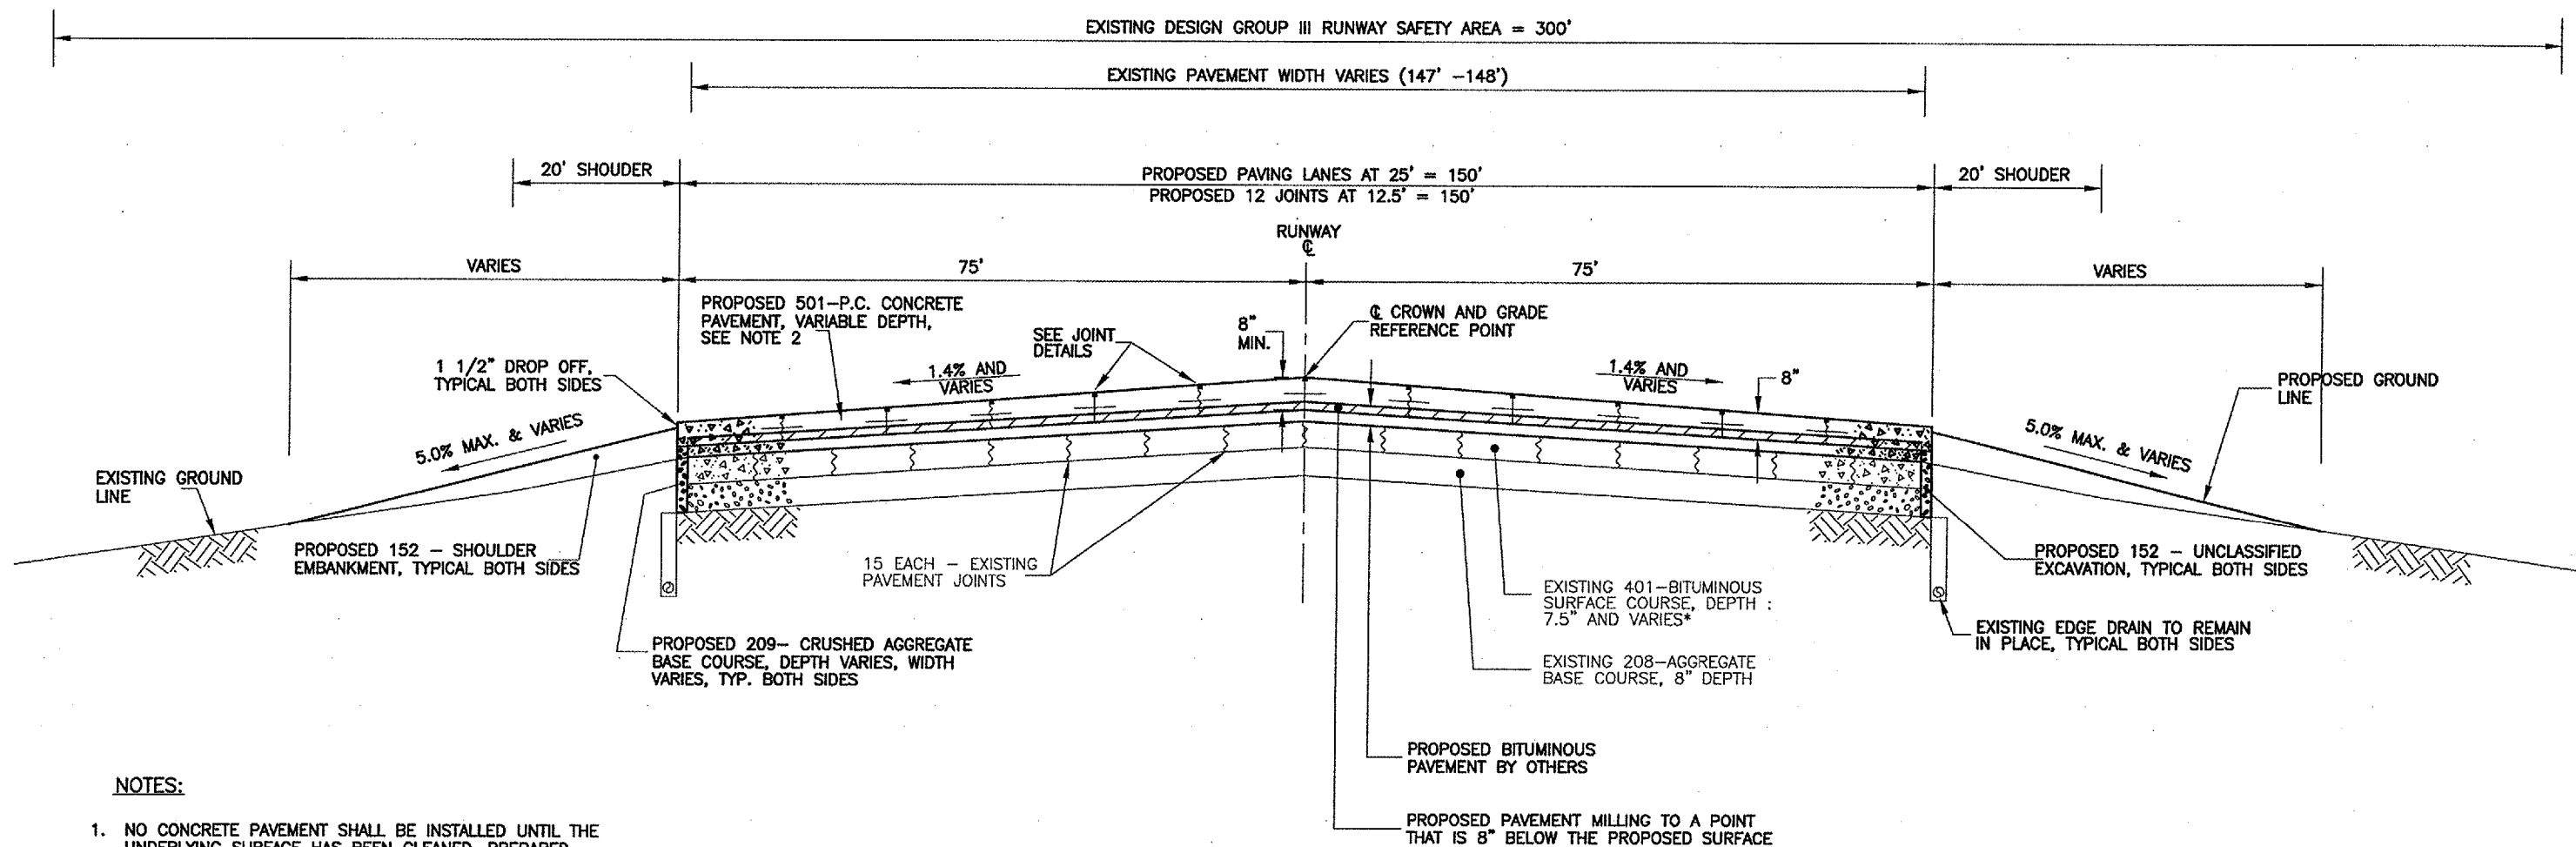 EXISTING DESIGN GROUP III RUNWAY SAFETY AREA = 300'
EXISTING PAVEMENT WIDTH VARIES (147' -148')
20' SHOUDER
PROPOSED PAVING LANES AT 25' = 150'
PROPOSED 12 JOINTS AT 12.5' = 150'
20' SHOUDER
RUNWAY
℄
VARIES
75'
75'
VARIES
PROPOSED 501-P.C. CONCRETE
PAVEMENT, VARIABLE DEPTH,
SEE NOTE 2
SEE JOINT
DETAILS
8"
MIN.
℄ CROWN AND GRADE
REFERENCE POINT
1 1/2" DROP OFF,
TYPICAL BOTH SIDES
1.4% AND
VARIES
1.4% AND
VARIES
8"
PROPOSED GROUND
LINE
5.0% MAX. & VARIES
5.0% MAX. & VARIES
EXISTING GROUND
LINE
PROPOSED 152 - SHOULDER
EMBANKMENT, TYPICAL BOTH SIDES
15 EACH - EXISTING
PAVEMENT JOINTS
EXISTING 401-BITUMINOUS
SURFACE COURSE, DEPTH :
7.5" AND VARIES*
PROPOSED 152 - UNCLASSIFIED
EXCAVATION, TYPICAL BOTH SIDES
PROPOSED 209- CRUSHED AGGREGATE
BASE COURSE, DEPTH VARIES, WIDTH
VARIES, TYP. BOTH SIDES
EXISTING 208-AGGREGATE
BASE COURSE, 8" DEPTH
EXISTING EDGE DRAIN TO REMAIN
IN PLACE, TYPICAL BOTH SIDES
PROPOSED BITUMINOUS
PAVEMENT BY OTHERS
PROPOSED PAVEMENT MILLING TO A POINT
THAT IS 8" BELOW THE PROPOSED SURFACE
NOTES:
1. NO CONCRETE PAVEMENT SHALL BE INSTALLED UNTIL THE
UNDERLYING SURFACE HAS BEEN CLEANED, PREPARED